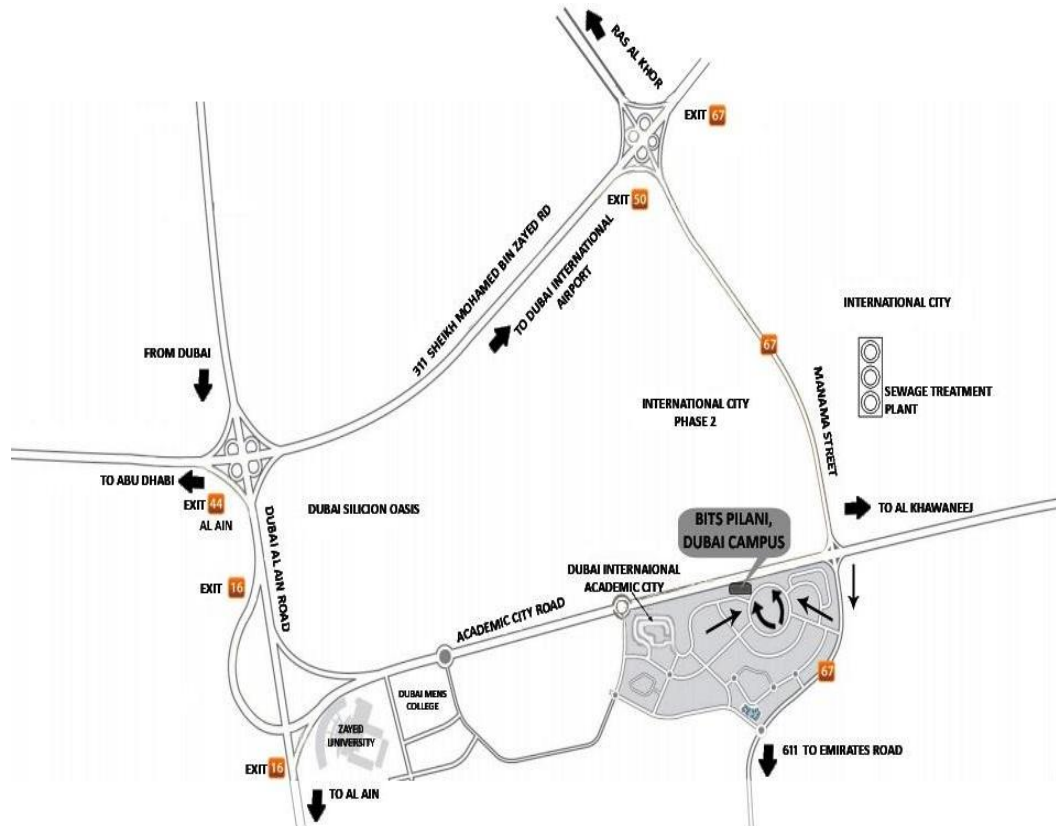 RAS AL KHOR
EXIT 67
EXIT 50
311 SHEIKH MOHAMED BIN ZAYED RD
TO DUBAI INTERNATIONAL
AIRPORT
INTERNATIONAL CITY
FROM DUBAI
67
SEWAGE TREATMENT
PLANT
MANAMA STREET
INTERNATIONAL CITY
PHASE 2
TO ABU DHABI
EXIT 44
AL AIN
DUBAI SILICION OASIS
TO AL KHAWANEEJ
BITS PILANI,
DUBAI CAMPUS
DUBAI AL AIN ROAD
DUBAI INTERNAIONAL
ACADEMIC CITY
EXIT 16
ACADEMIC CITY ROAD
67
DUBAI MENS
COLLEGE
ZAYED
UNIVERSITY
611 TO EMIRATES ROAD
EXIT 16
TO AL AIN